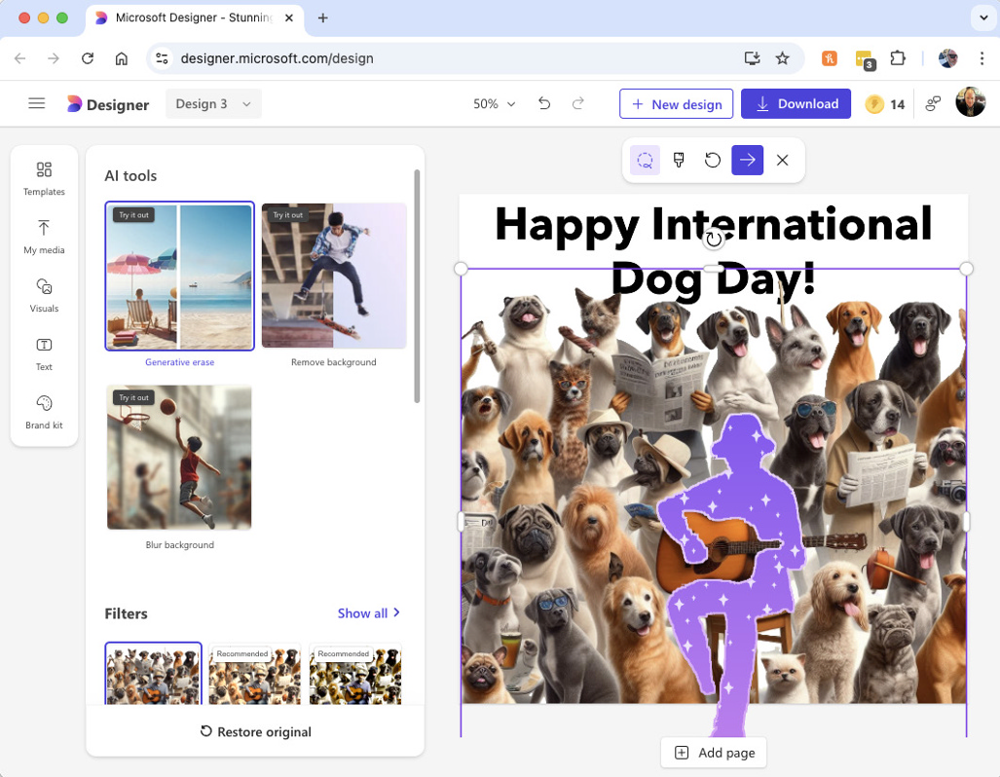 Microsoft Designer - Stunning
designer.microsoft.com/design
3
Designer
Design 3
50%
New design
Download
14
Templates
My media
Visuals
Text
Brand kit
AI tools
Try it out
Try it out
Generative erase
Remove background
Try it out
Blur background
Filters
Show all
Recommended
Recommended
Restore original
Happy International
Dog Day!
Add page